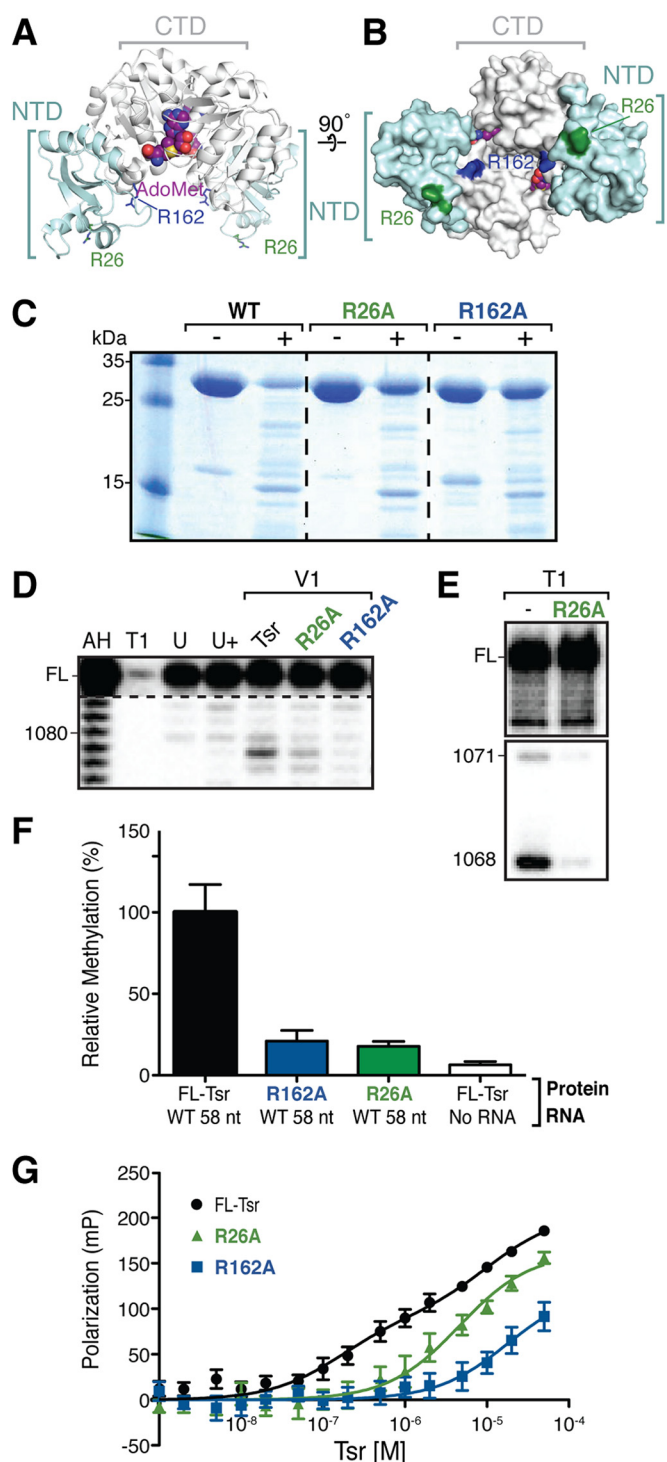 A
CTD
NTD
AdoMet
R162
R26
R26
NTD
90°
B
CTD
NTD
R26
R162
R26
C
WT R26A R162A
kDa - + - + - +
35
25
15
D
V1
AH T1 U U+ Tsr R26A R162A
FL
1080
E
T1
- R26A
FL
1071
1068
F
Relative Methylation (%)
150
100
50
0
FL-Tsr R162A R26A FL-Tsr Protein
WT 58 nt WT 58 nt WT 58 nt No RNA RNA
G
Polarization (mP)
250
200
150
100
50
0
-50
FL-Tsr
R26A
R162A
10-8 10-7 10-6 10-5 10-4
Tsr [M]